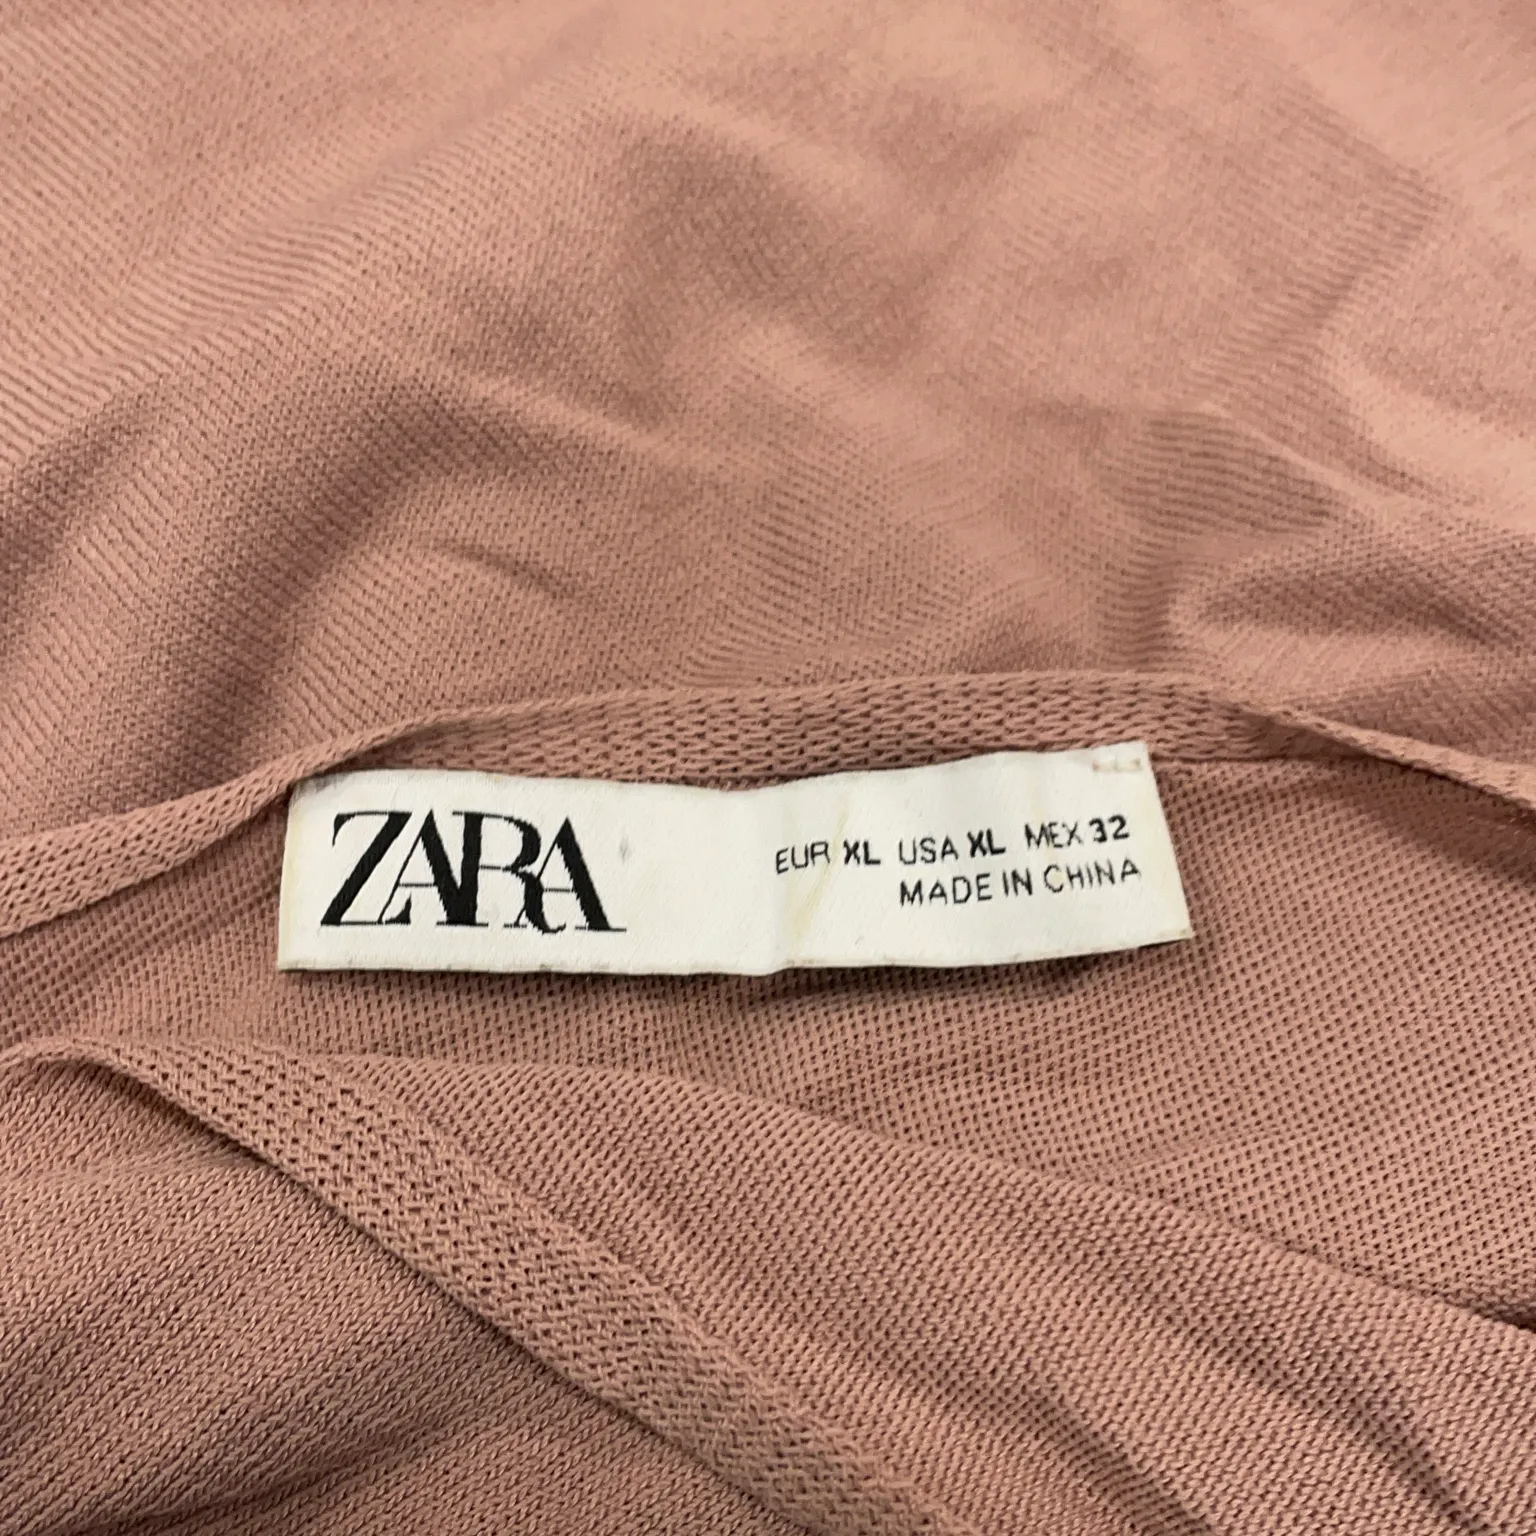 ZARA
EUR XL USA XL MEX 32
MADE IN CHINA